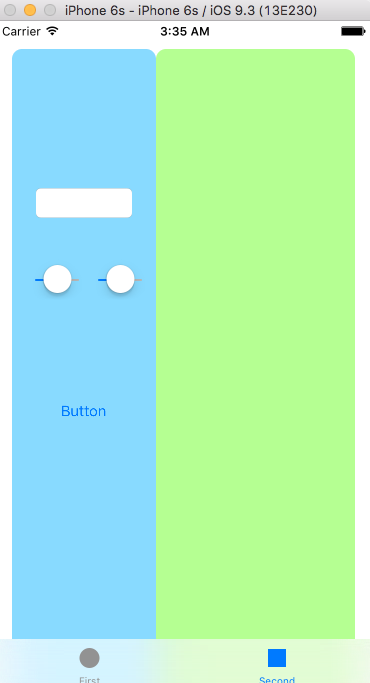 iPhone 6s - iPhone 6s / iOS 9.3 (13E230)
Carrier 3:35 AM
Button
First Second